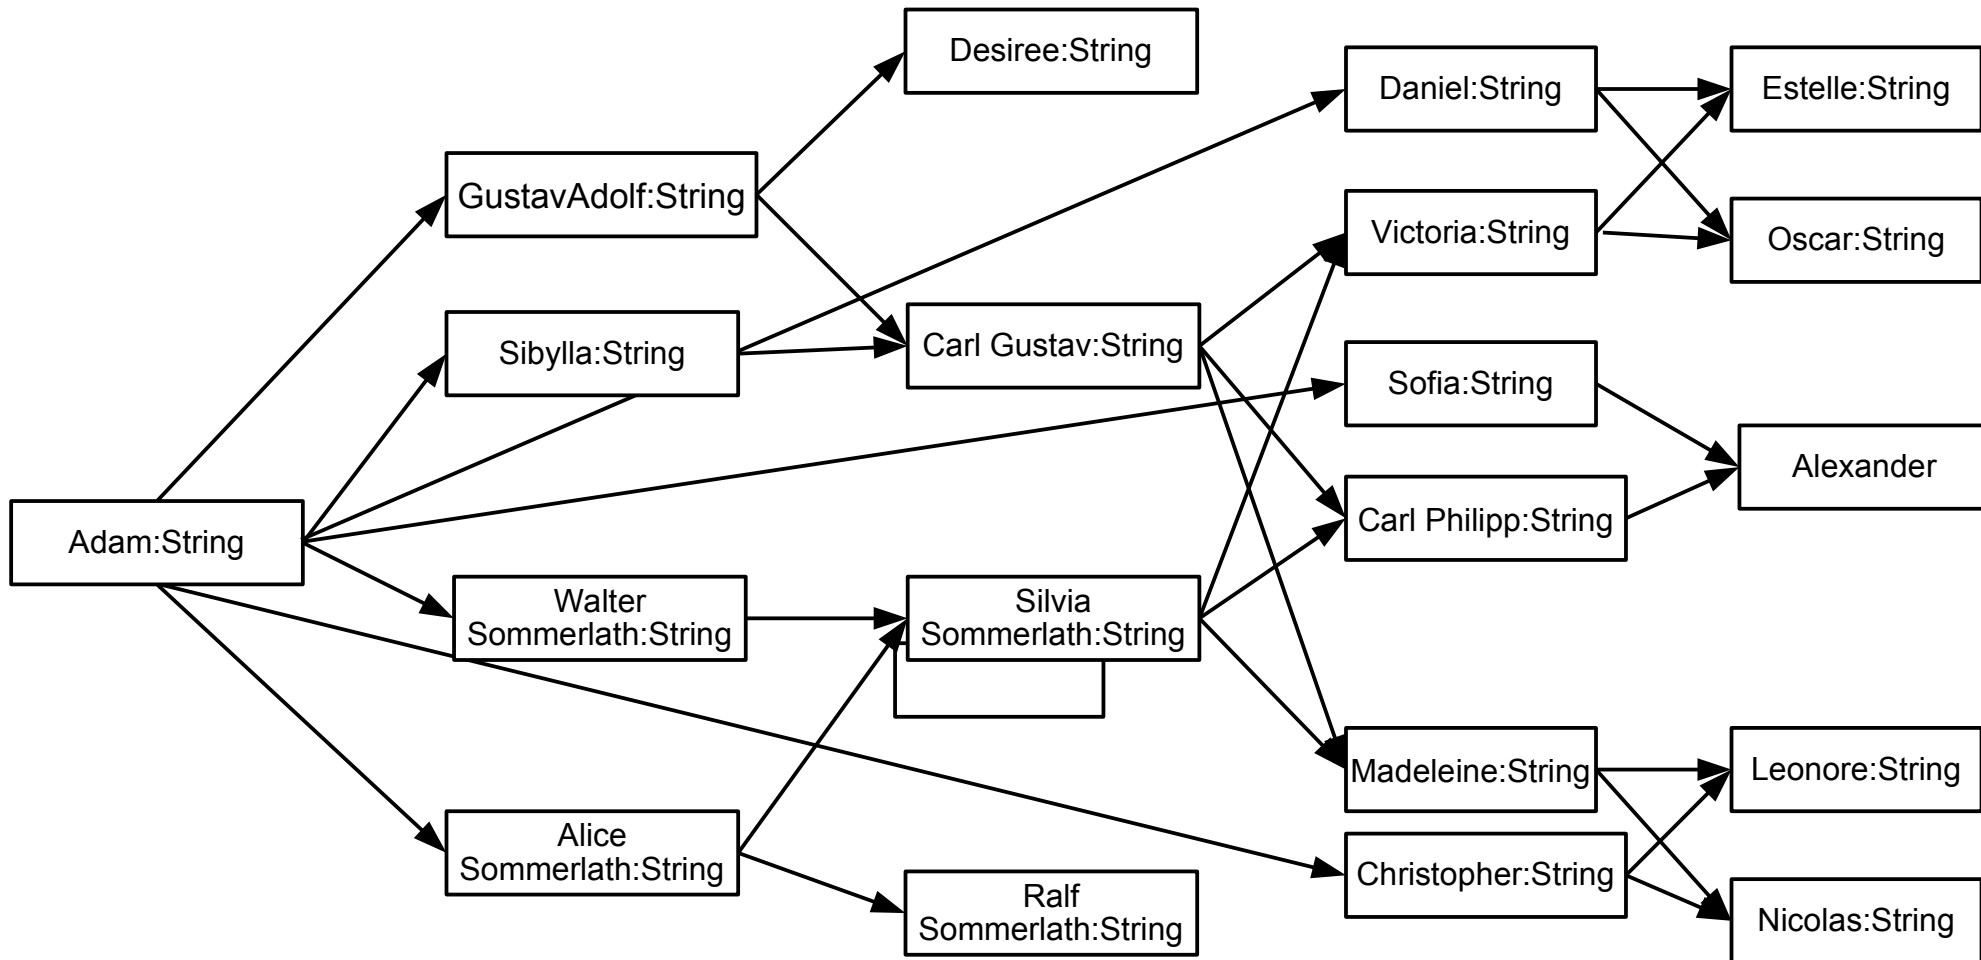 Desiree:String
Daniel:String
Estelle:String
GustavAdolf:String
Victoria:String
Oscar:String
Sibylla:String
Carl Gustav:String
Sofia:String
Alexander
Adam:String
Carl Philipp:String
Walter
Sommerlath:String
Silvia
Sommerlath:String
Madeleine:String
Leonore:String
Alice
Sommerlath:String
Christopher:String
Ralf
Sommerlath:String
Nicolas:String